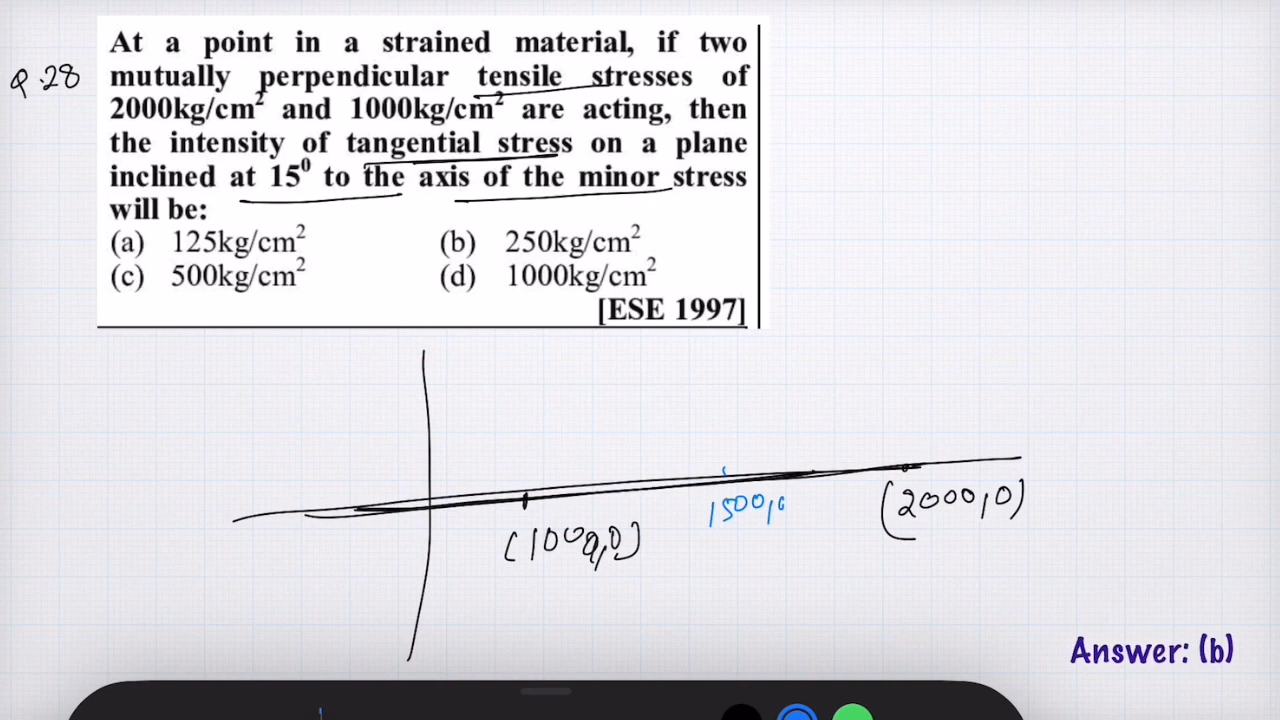 Q.28
At a point in a strained material, if two
mutually perpendicular tensile stresses of
2000kg/cm² and 1000kg/cm² are acting, then
the intensity of tangential stress on a plane
inclined at 15⁰ to the axis of the minor stress
will be:
(a) 125kg/cm² (b) 250kg/cm²
(c) 500kg/cm² (d) 1000kg/cm²
[ESE 1997]
1500,0
(2000,0)
(1000,0)
Answer: (b)